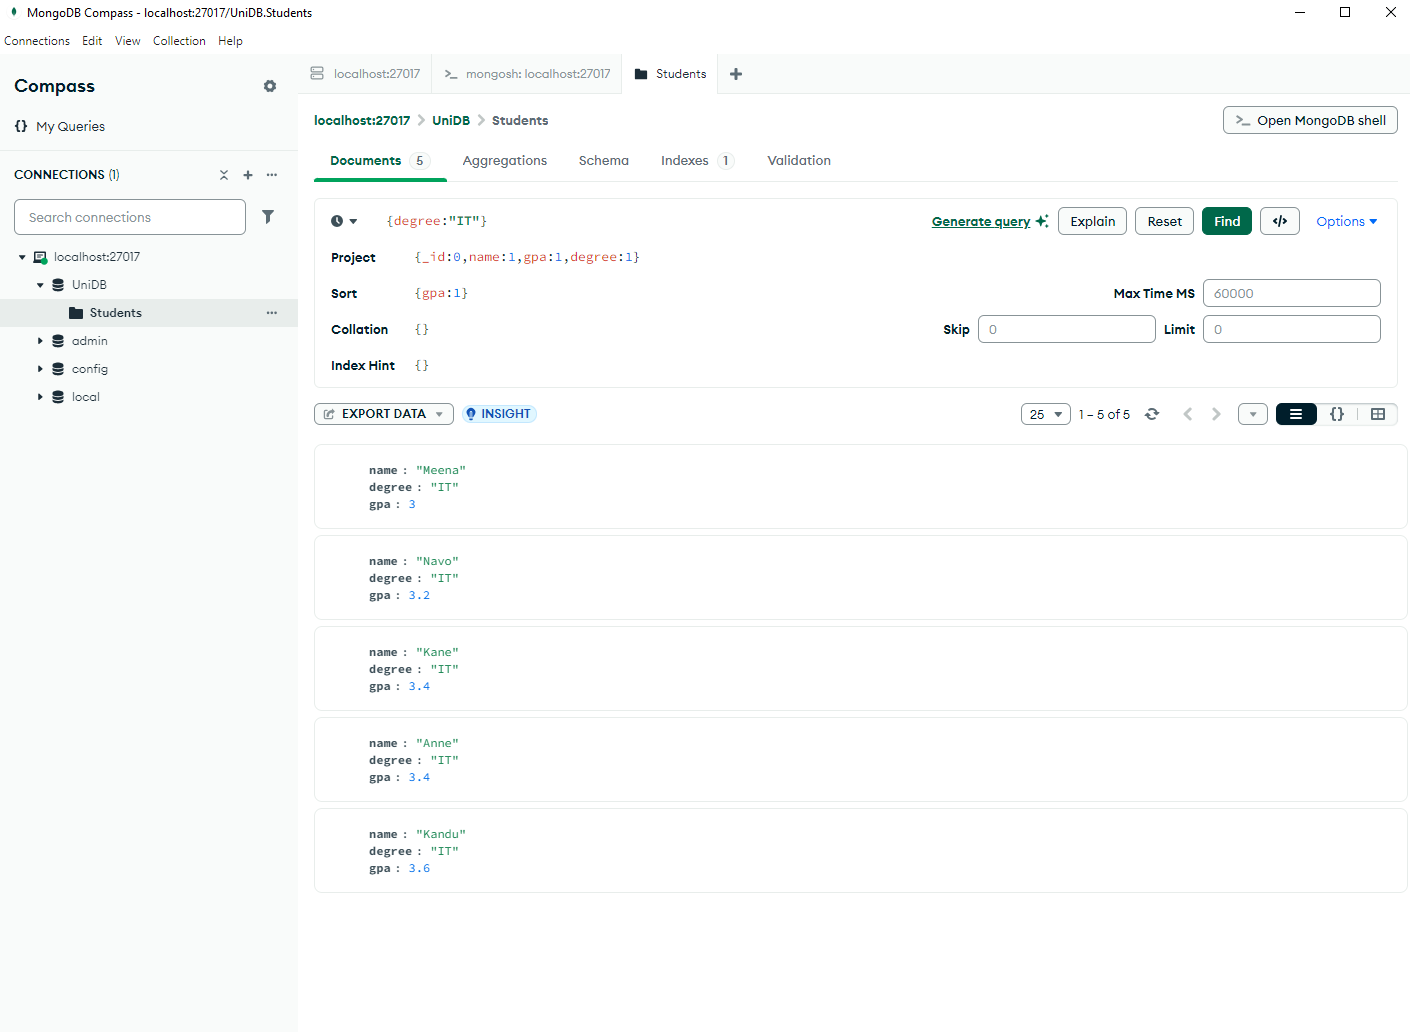 MongoDB Compass - localhost:27017/UniDB.Students
Connections Edit View Collection Help
Compass
My Queries
CONNECTIONS (1)
Search connections
localhost:27017
UniDB
Students
admin
config
local
localhost:27017 mongosh: localhost:27017 Students
localhost:27017 > UniDB > Students
Open MongoDB shell
Documents 5 Aggregations Schema Indexes 1 Validation
{degree:"IT"}
Generate query Explain Reset Find </> Options
Project {_id:0,name:1,gpa:1,degree:1}
Sort {gpa:1}
Max Time MS 60000
Collation {}
Skip 0 Limit 0
Index Hint {}
EXPORT DATA INSIGHT
25 1 – 5 of 5 {}
name : "Meena"
degree : "IT"
gpa : 3
name : "Navo"
degree : "IT"
gpa : 3.2
name : "Kane"
degree : "IT"
gpa : 3.4
name : "Anne"
degree : "IT"
gpa : 3.4
name : "Kandu"
degree : "IT"
gpa : 3.6